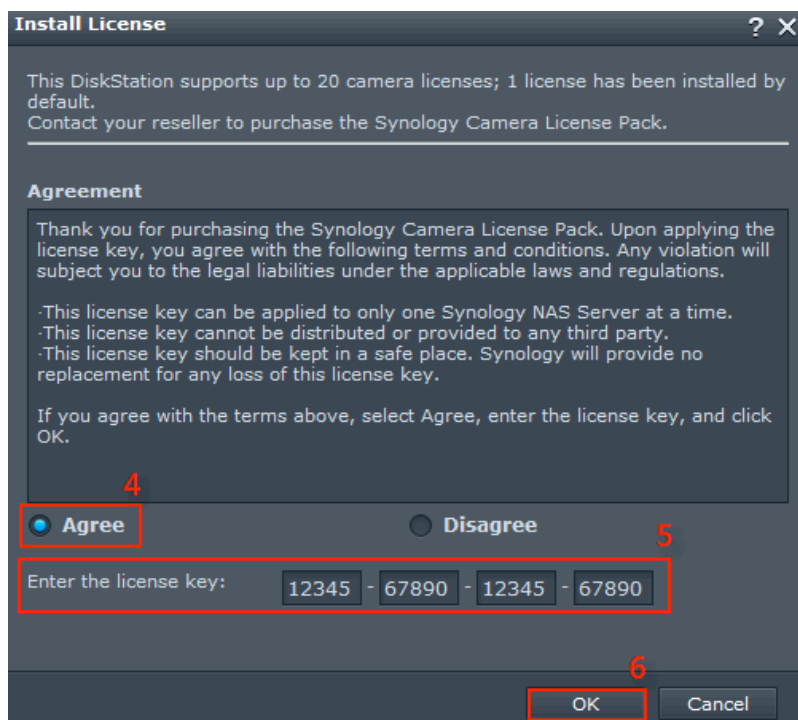 Install License ? X
This DiskStation supports up to 20 camera licenses; 1 license has been installed by
default.
Contact your reseller to purchase the Synology Camera License Pack.
Agreement
Thank you for purchasing the Synology Camera License Pack. Upon applying the
license key, you agree with the following terms and conditions. Any violation will
subject you to the legal liabilities under the applicable laws and regulations.
·This license key can be applied to only one Synology NAS Server at a time.
·This license key cannot be distributed or provided to any third party.
·This license key should be kept in a safe place. Synology will provide no
replacement for any loss of this license key.
If you agree with the terms above, select Agree, enter the license key, and click
OK.
4
Agree Disagree
5
Enter the license key: 12345 - 67890 - 12345 - 67890
6
OK Cancel